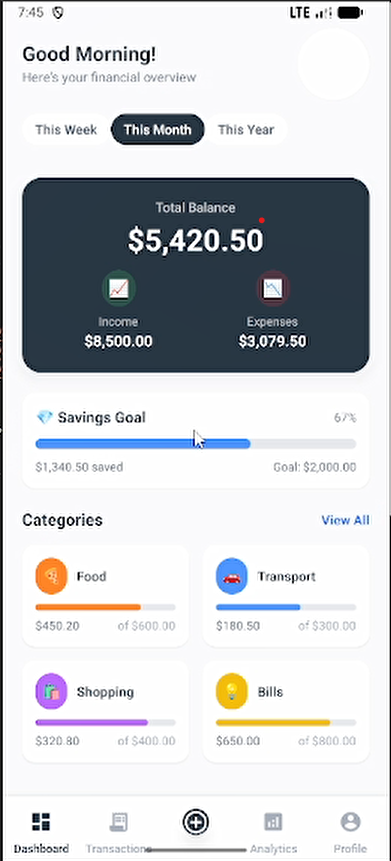 7:45 LTE
Good Morning!
Here's your financial overview
This Week This Month This Year
Total Balance
$5,420.50
Income Expenses
$8,500.00 $3,079.50
Savings Goal 67%
$1,340.50 saved Goal: $2,000.00
Categories View All
Food Transport
$450.20 of $600.00 $180.50 of $300.00
Shopping Bills
$320.80 of $400.00 $650.00 of $800.00
Dashboard Transactions Analytics Profile